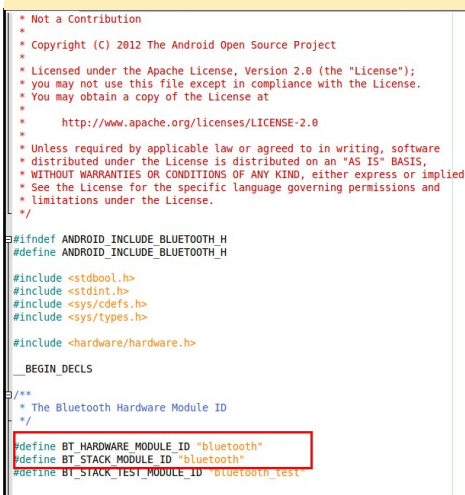 * Not a Contribution
*
* Copyright (C) 2012 The Android Open Source Project
*
* Licensed under the Apache License, Version 2.0 (the "License");
* you may not use this file except in compliance with the License.
* You may obtain a copy of the License at
*
*      http://www.apache.org/licenses/LICENSE-2.0
*
* Unless required by applicable law or agreed to in writing, software
* distributed under the License is distributed on an "AS IS" BASIS,
* WITHOUT WARRANTIES OR CONDITIONS OF ANY KIND, either express or implied
* See the License for the specific language governing permissions and
* limitations under the License.
*/
#ifndef ANDROID_INCLUDE_BLUETOOTH_H
#define ANDROID_INCLUDE_BLUETOOTH_H
#include <stdbool.h>
#include <stdint.h>
#include <sys/cdefs.h>
#include <sys/types.h>
#include <hardware/hardware.h>
__BEGIN_DECLS
/**
* The Bluetooth Hardware Module ID
*/
#define BT_HARDWARE_MODULE_ID "bluetooth"
#define BT_STACK_MODULE_ID "bluetooth"
#define BT_STACK_TEST_MODULE_ID "bluetooth_test"